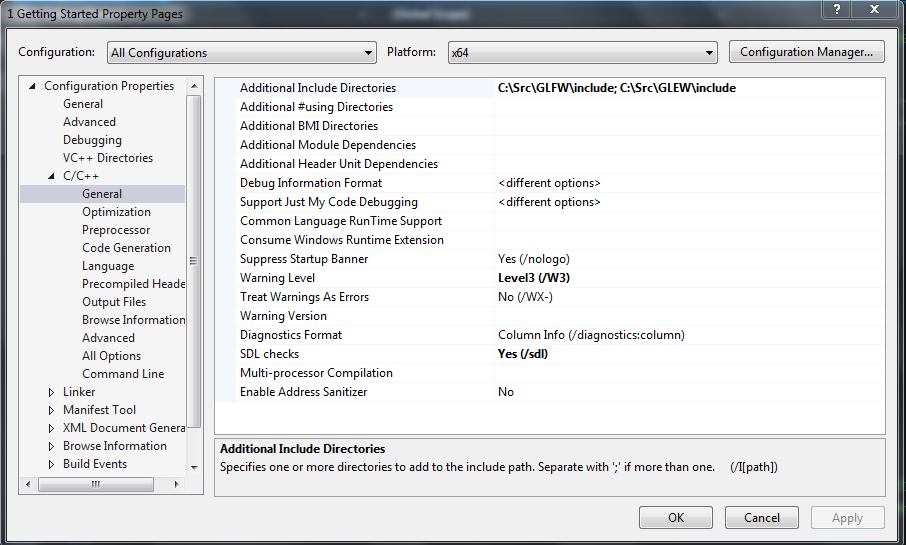 1 Getting Started Property Pages
?
X
Configuration: All Configurations Platform: x64 Configuration Manager...
Configuration Properties
General
Advanced
Debugging
VC++ Directories
C/C++
General
Optimization
Preprocessor
Code Generation
Language
Precompiled Heade
Output Files
Browse Information
Advanced
All Options
Command Line
Linker
Manifest Tool
XML Document Genera
Browse Information
Build Events
Additional Include Directories C:\Src\GLFW\include; C:\Src\GLEW\include
Additional #using Directories
Additional BMI Directories
Additional Module Dependencies
Additional Header Unit Dependencies
Debug Information Format <different options>
Support Just My Code Debugging <different options>
Common Language RunTime Support
Consume Windows Runtime Extension
Suppress Startup Banner Yes (/nologo)
Warning Level Level3 (/W3)
Treat Warnings As Errors No (/WX-)
Warning Version
Diagnostics Format Column Info (/diagnostics:column)
SDL checks Yes (/sdl)
Multi-processor Compilation
Enable Address Sanitizer No
Additional Include Directories
Specifies one or more directories to add to the include path. Separate with ';' if more than one. (/I[path])
OK Cancel Apply